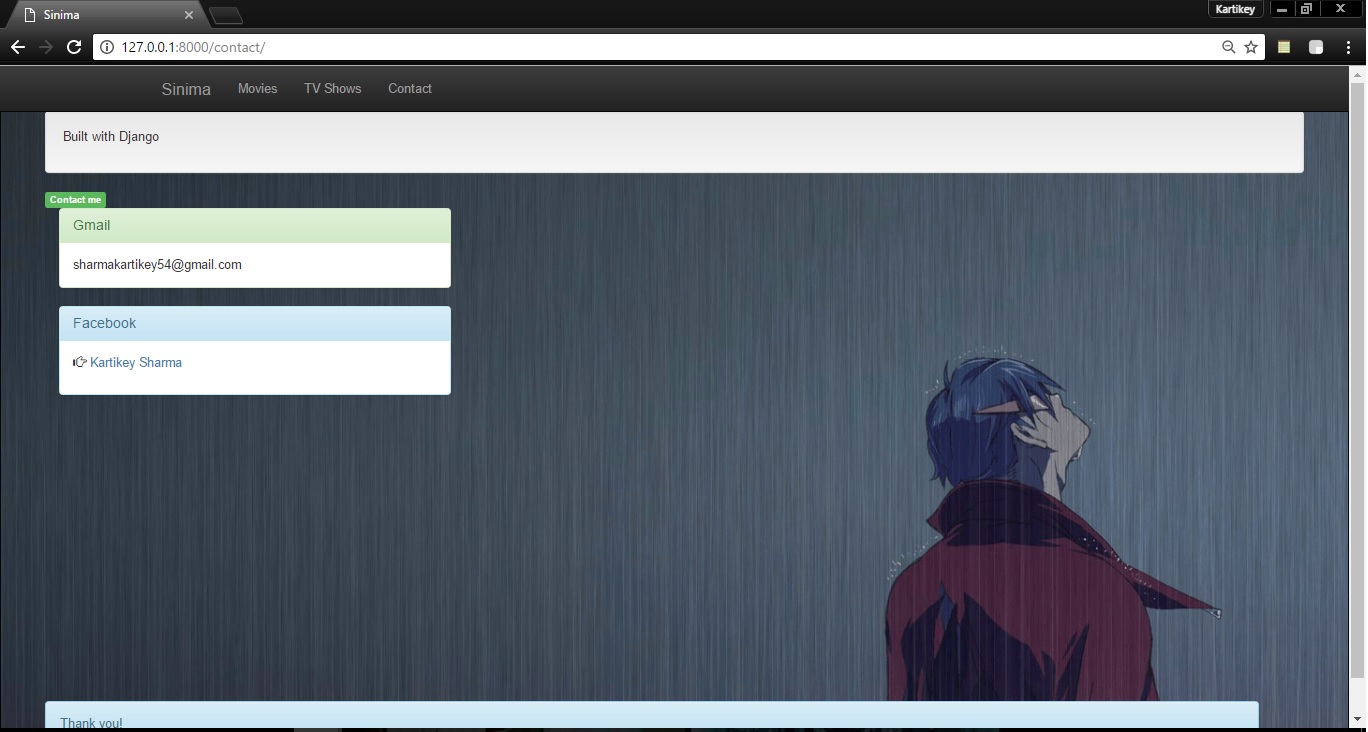 Sinima
Kartikey
127.0.0.1:8000/contact/
Sinima Movies TV Shows Contact
Built with Django
Contact me
Gmail
sharmakartikey54@gmail.com
Facebook
Kartikey Sharma
Thank you!